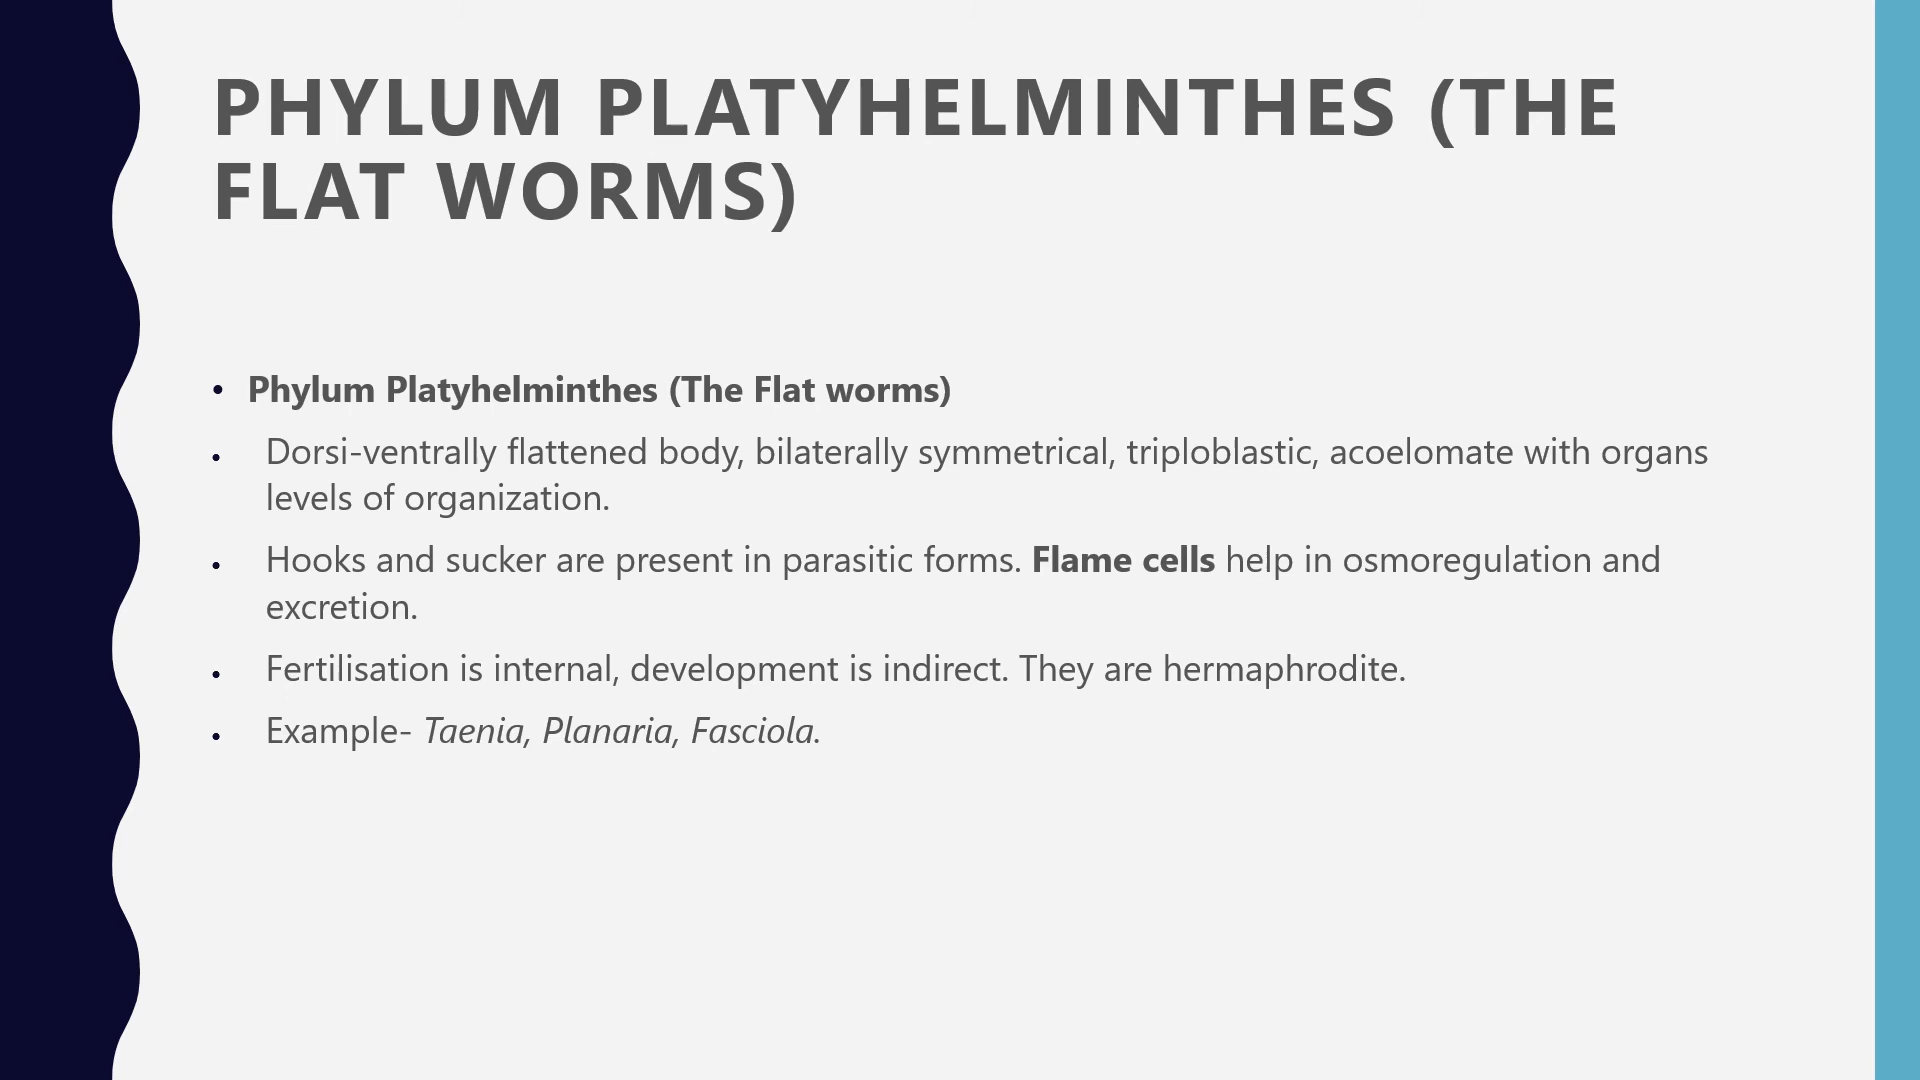 PHYLUM PLATYHELMINTHES (THE
FLAT WORMS)
• Phylum Platyhelminthes (The Flat worms)
• Dorsi-ventrally flattened body, bilaterally symmetrical, triploblastic, acoelomate with organs
levels of organization.
• Hooks and sucker are present in parasitic forms. Flame cells help in osmoregulation and
excretion.
• Fertilisation is internal, development is indirect. They are hermaphrodite.
• Example- Taenia, Planaria, Fasciola.